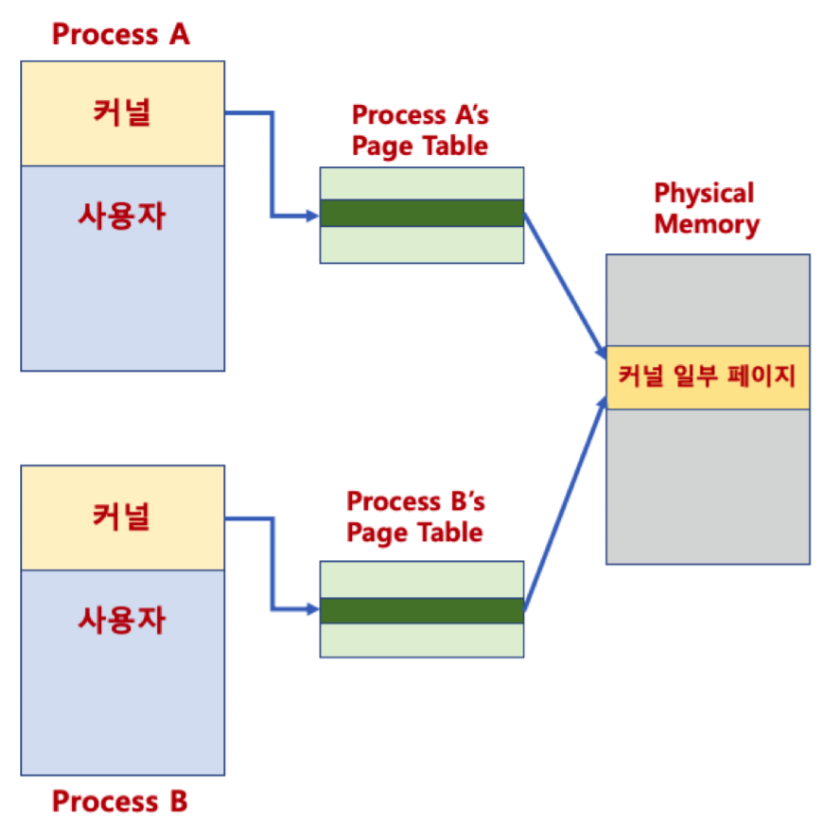 Process A
커널
사용자
Process A's
Page Table
Physical
Memory
커널 일부 페이지
커널
사용자
Process B's
Page Table
Process B